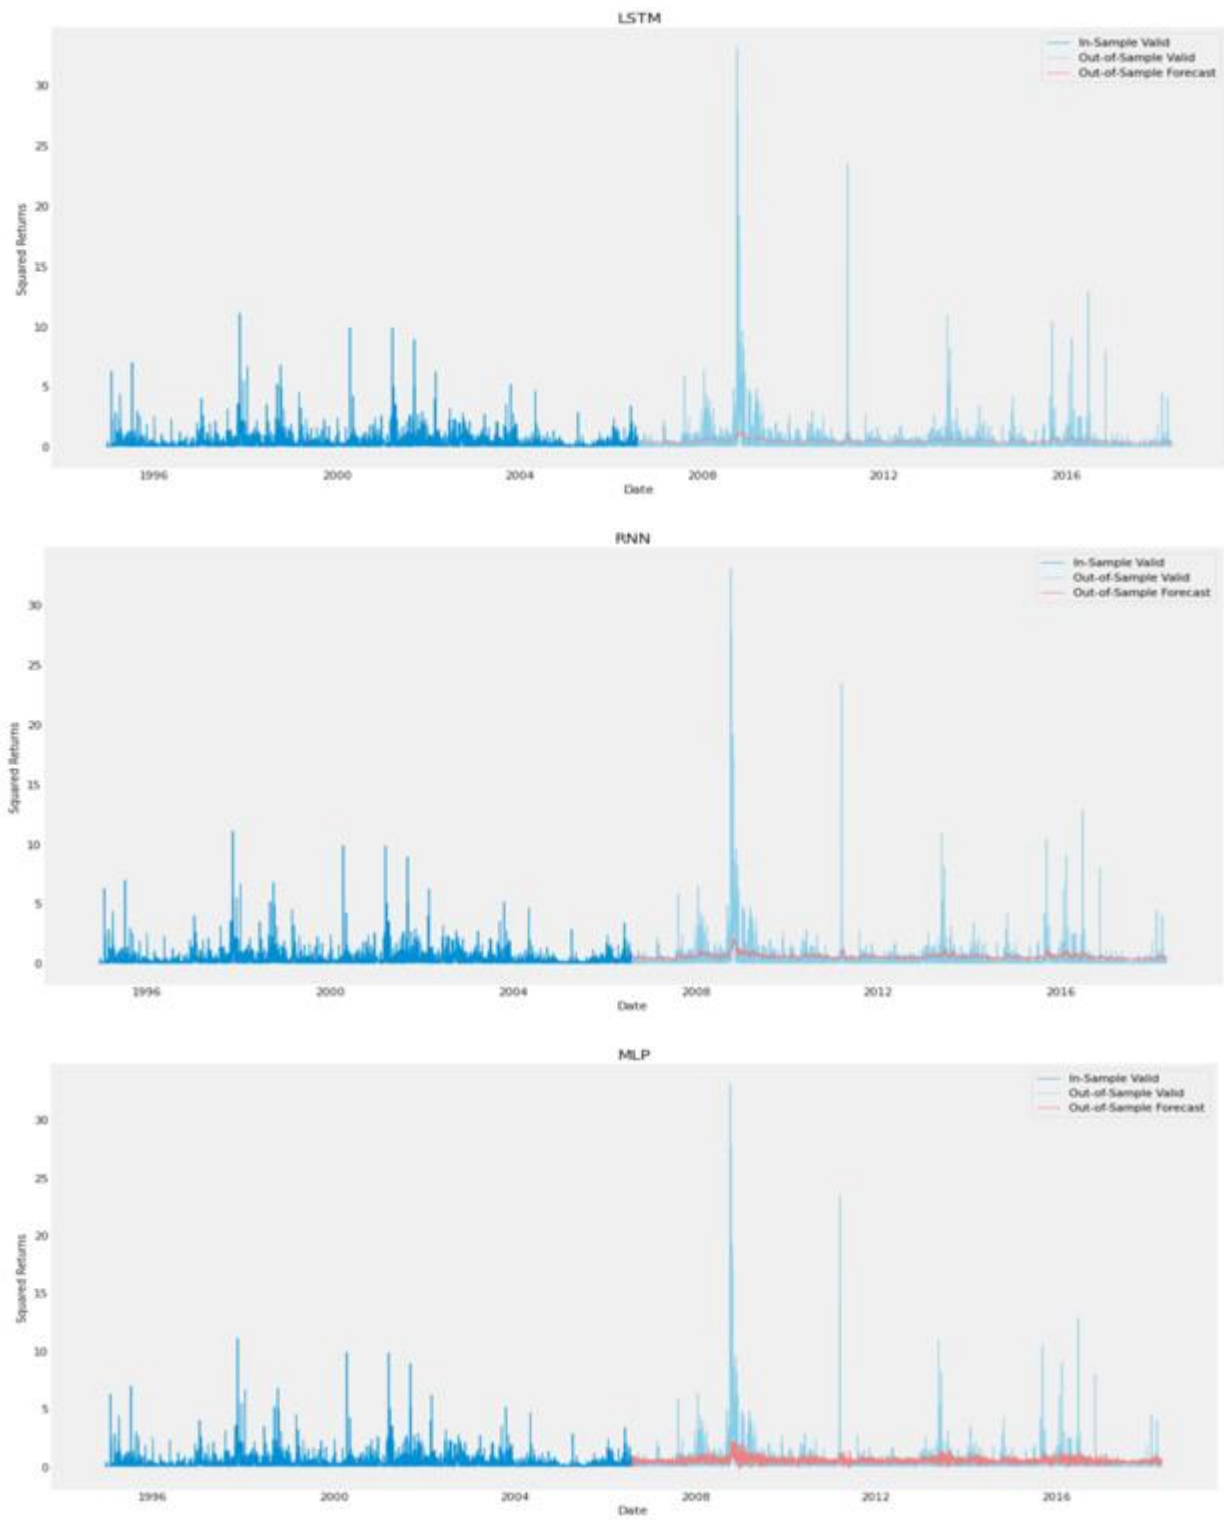 LSTM
In-Sample Valid
Out-of-Sample Valid
Out-of-Sample Forecast
30
25
20
15
10
5
0
Squared Returns
1996 2000 2004 2008 2012 2016
Date
RNN
In-Sample Valid
Out-of-Sample Valid
Out-of-Sample Forecast
30
25
20
15
10
5
0
Squared Returns
1996 2000 2004 2008 2012 2016
Date
MLP
In-Sample Valid
Out-of-Sample Valid
Out-of-Sample Forecast
30
25
20
15
10
5
0
Squared Returns
1996 2000 2004 2008 2012 2016
Date